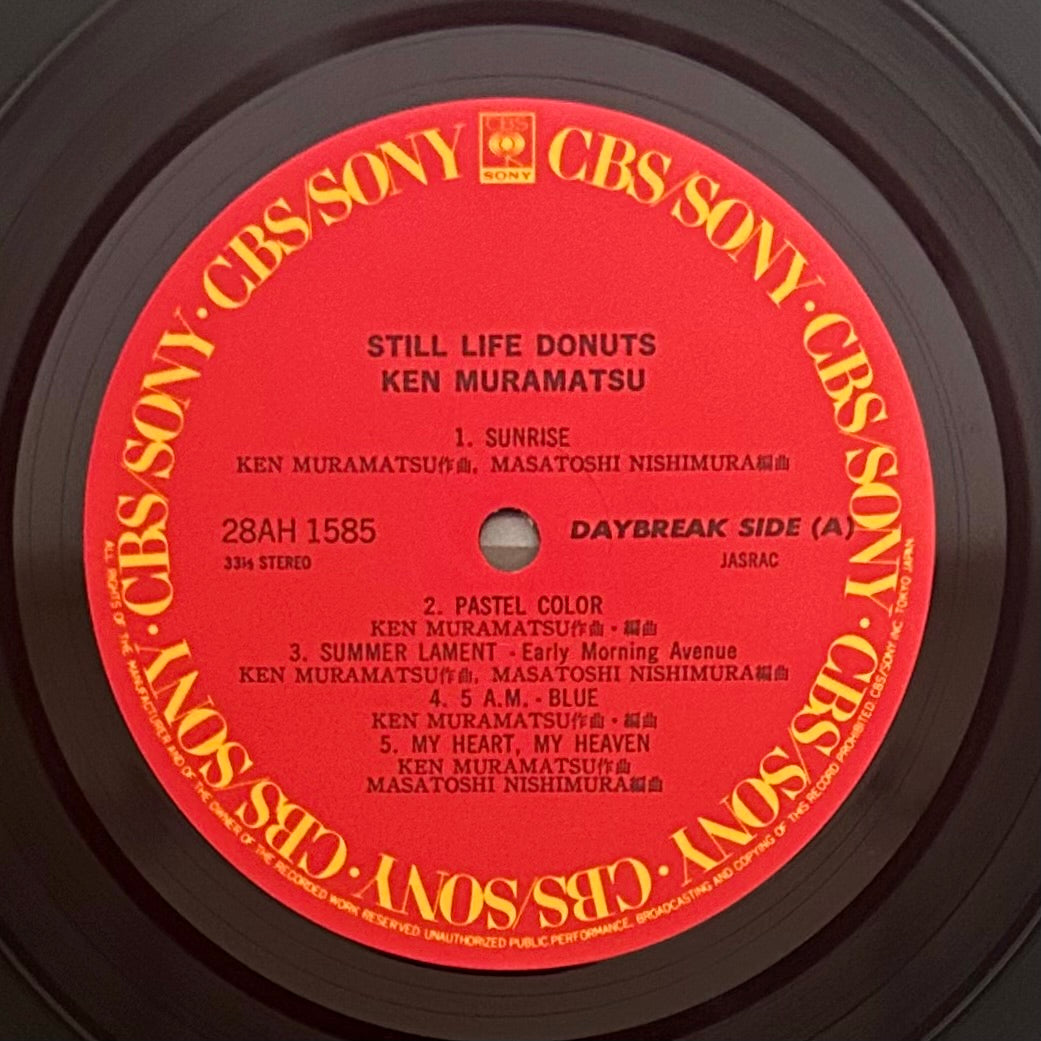 CBS
SONY
CBS/SONY · CBS/SONY · CBS/SONY · CBS/SONY · CBS/SONY · CBS/SONY · CBS/SONY · CBS/SONY
STILL LIFE DONUTS
KEN MURAMATSU
1. SUNRISE
KEN MURAMATSU作曲, MASATOSHI NISHIMURA編曲
28AH 1585
DAYBREAK SIDE (A)
33⅓ STEREO
JASRAC
2. PASTEL COLOR
KEN MURAMATSU作曲・編曲
3. SUMMER LAMENT - Early Morning Avenue
KEN MURAMATSU作曲, MASATOSHI NISHIMURA編曲
4. 5 A.M. - BLUE
KEN MURAMATSU作曲・編曲
5. MY HEART, MY HEAVEN
KEN MURAMATSU作曲
MASATOSHI NISHIMURA編曲
ALL RIGHTS OF THE MANUFACTURER AND OF THE OWNER OF THE RECORDED WORK RESERVED. UNAUTHORIZED PUBLIC PERFORMANCE, BROADCASTING AND COPYING OF THIS RECORD PROHIBITED. CBS/SONY INC. TOKYO JAPAN